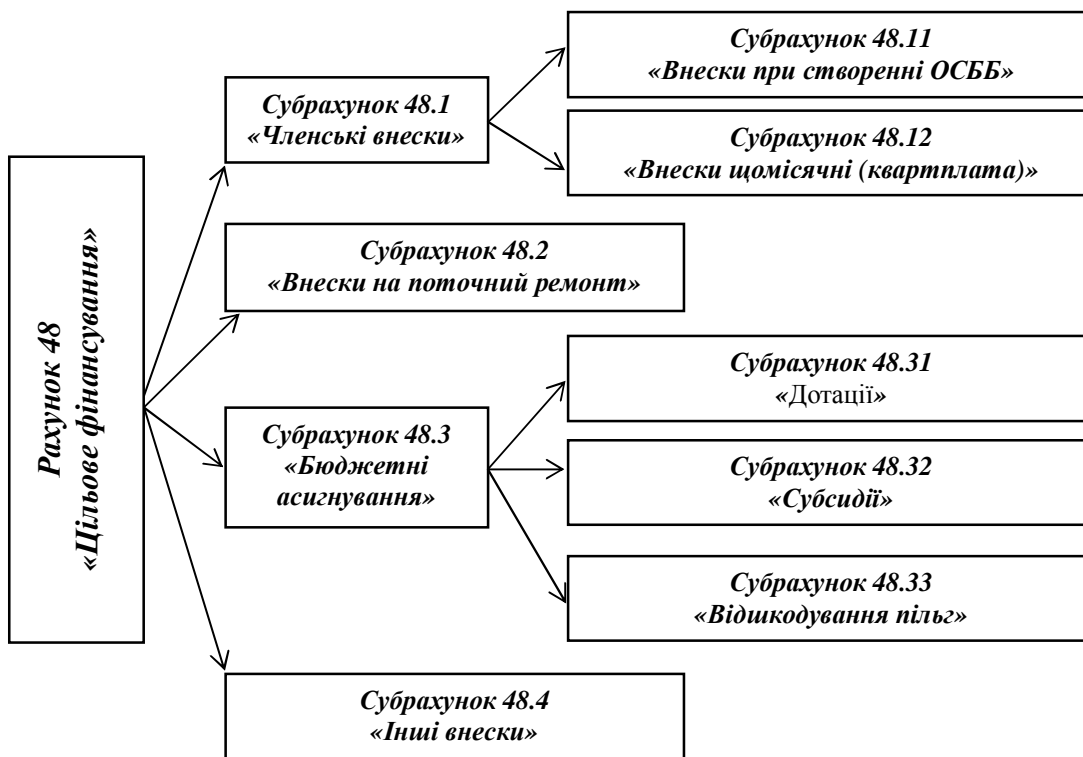 Рахунок 48
«Цільове фінансування»
Субрахунок 48.1
«Членські внески»
Субрахунок 48.11
«Внески при створенні ОСББ»
Субрахунок 48.12
«Внески щомісячні (квартплата)»
Субрахунок 48.2
«Внески на поточний ремонт»
Субрахунок 48.3
«Бюджетні
асигнування»
Субрахунок 48.31
«Дотації»
Субрахунок 48.32
«Субсидії»
Субрахунок 48.33
«Відшкодування пільг»
Субрахунок 48.4
«Інші внески»